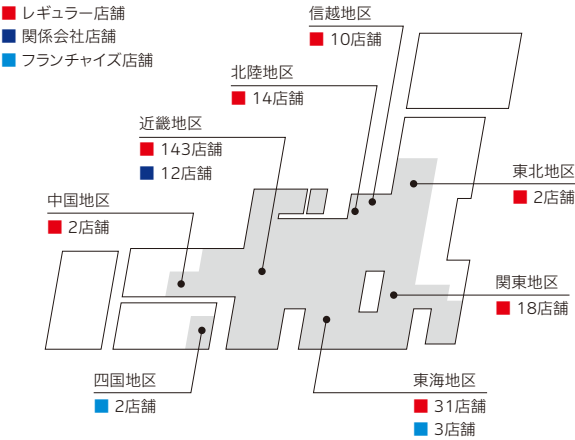 レギュラー店舗
関係会社店舗
フランチャイズ店舗
信越地区
10店舗
北陸地区
14店舗
近畿地区
143店舗
12店舗
東北地区
2店舗
中国地区
2店舗
関東地区
18店舗
四国地区
2店舗
東海地区
31店舗
3店舗